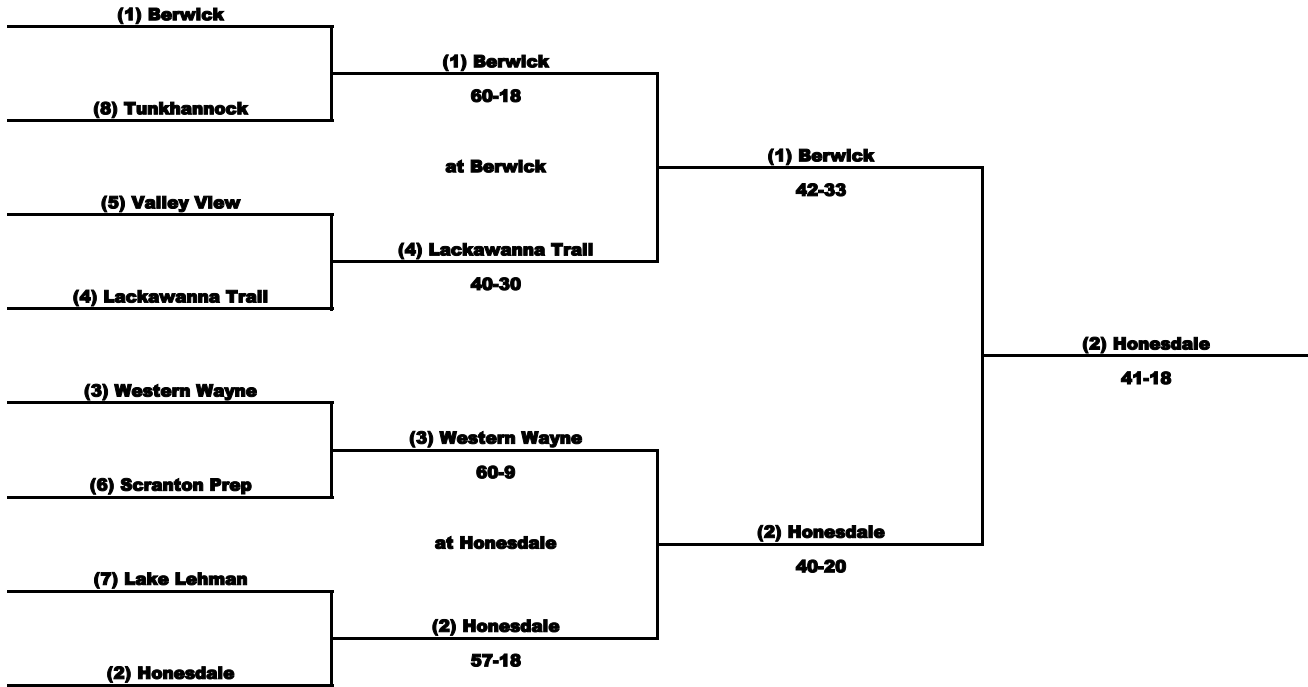 (1) Berwick
(1) Berwick
60-18
(8) Tunkhannock
at Berwick
(1) Berwick
42-33
(5) Valley View
(4) Lackawanna Trail
40-30
(4) Lackawanna Trail
(2) Honesdale
41-18
(3) Western Wayne
(3) Western Wayne
60-9
(6) Scranton Prep
at Honesdale
(2) Honesdale
40-20
(7) Lake Lehman
(2) Honesdale
57-18
(2) Honesdale